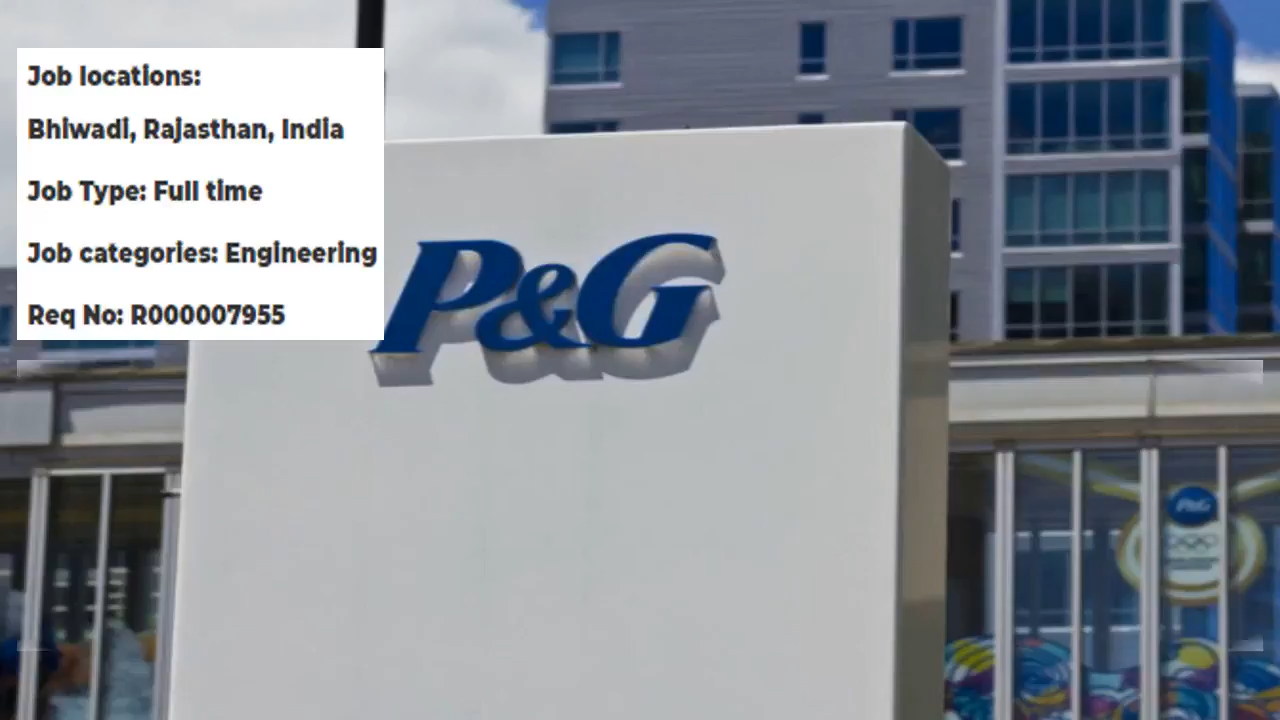 Job locations:
Bhiwadi, Rajasthan, India
Job Type: Full time
Job categories: Engineering
Req No: R000007955
P&G
P&G